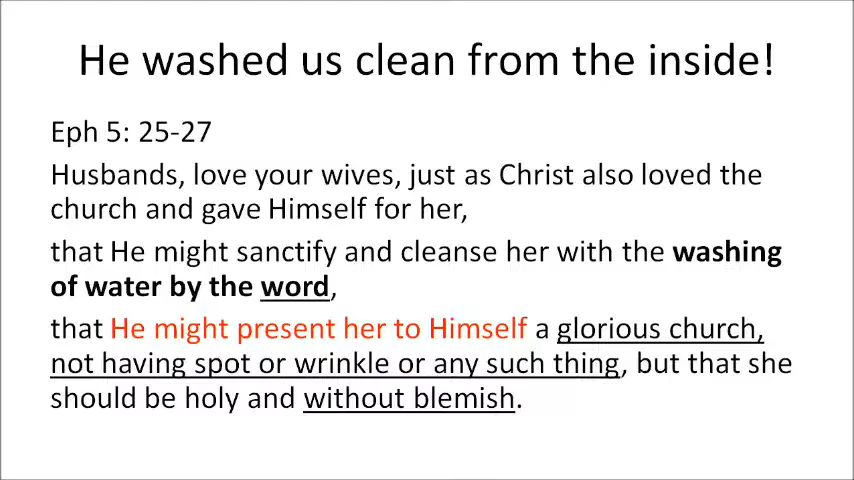 He washed us clean from the inside!
Eph 5: 25-27
Husbands, love your wives, just as Christ also loved the
church and gave Himself for her,
that He might sanctify and cleanse her with the washing
of water by the word,
that He might present her to Himself a glorious church,
not having spot or wrinkle or any such thing, but that she
should be holy and without blemish.